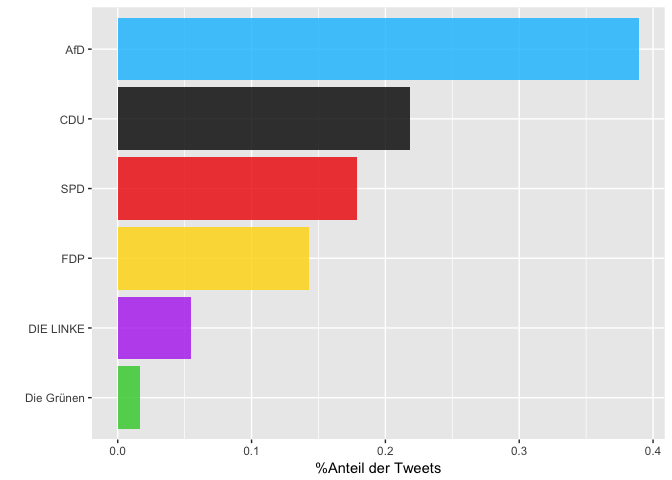 AfD
CDU
SPD
FDP
DIE LINKE
Die Grünen
0.0 0.1 0.2 0.3 0.4
%Anteil der Tweets